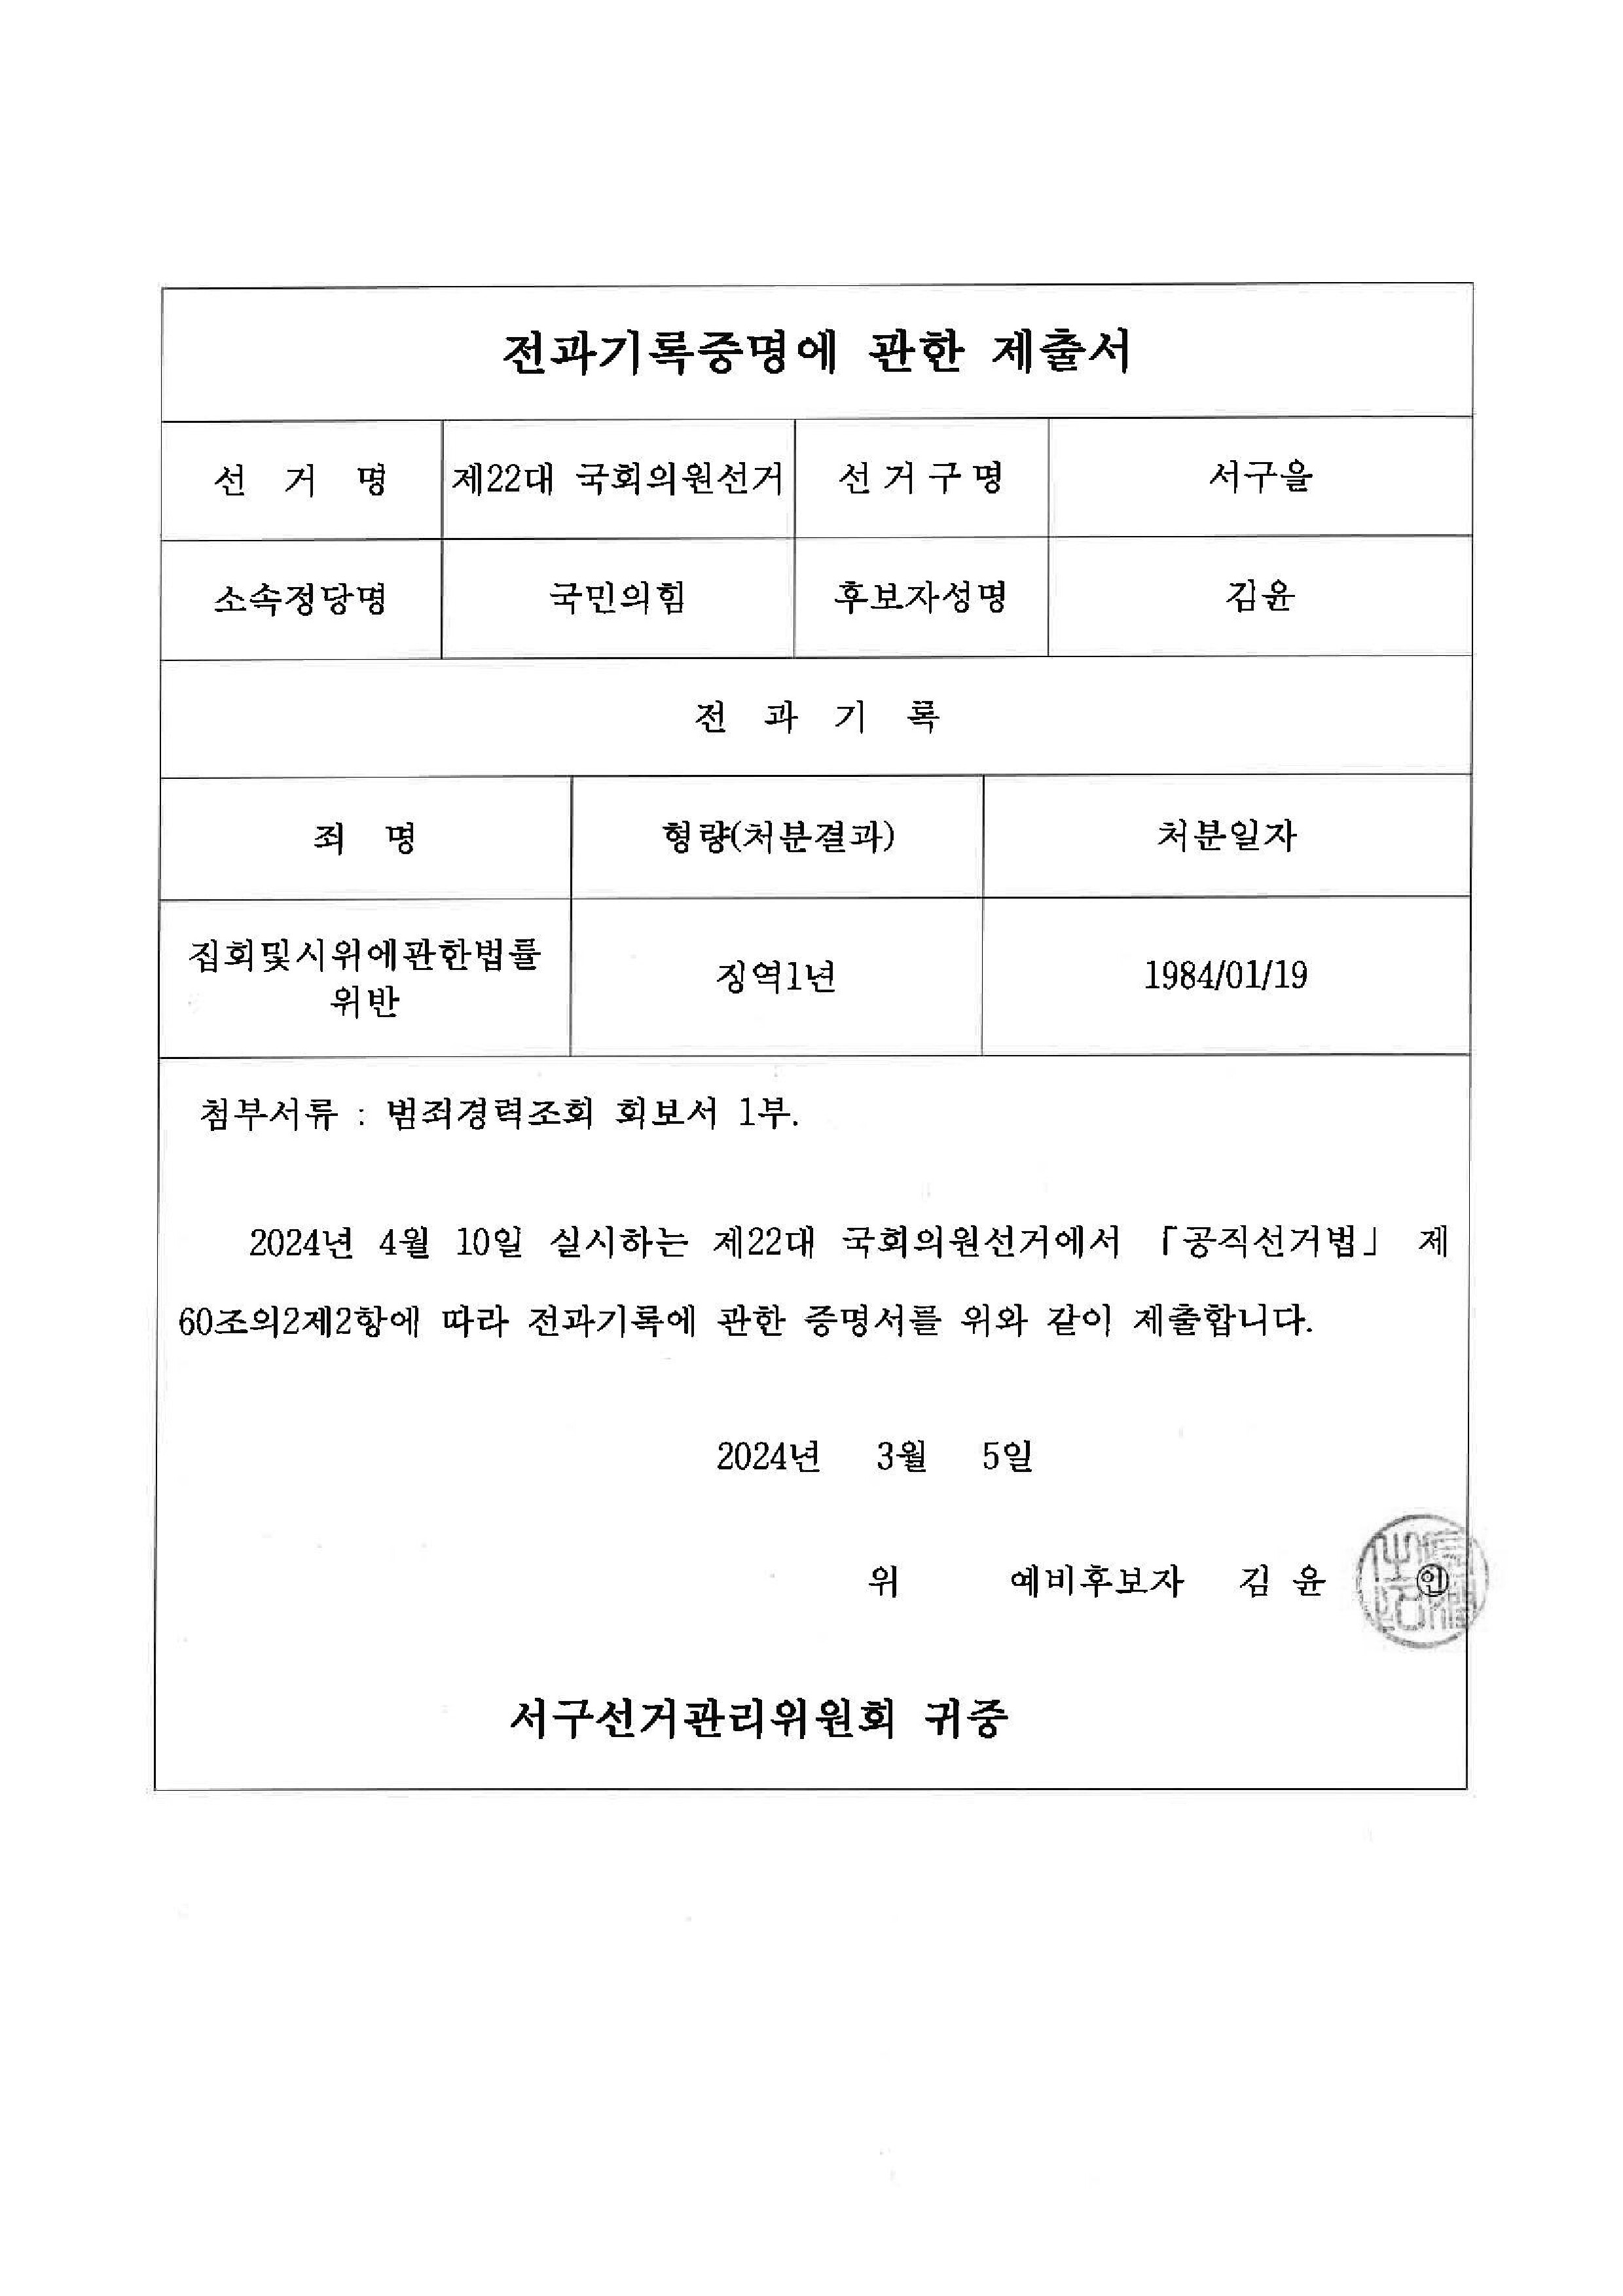 전과기록증명에 관한 제출서
선 거 명 제22대 국회의원선거 선거구명 서구을
소속정당명 국민의힘 후보자성명 김윤
전 과 기 록
죄 명 형량(처분결과) 처분일자
집회및시위에관한법률
위반 징역1년 1984/01/19
첨부서류 : 범죄경력조회 회보서 1부.
2024년 4월 10일 실시하는 제22대 국회의원선거에서 「공직선거법」 제
60조의2제2항에 따라 전과기록에 관한 증명서를 위와 같이 제출합니다.
2024년 3월 5일
위 예비후보자 김 윤 ㊞
서구선거관리위원회 귀중